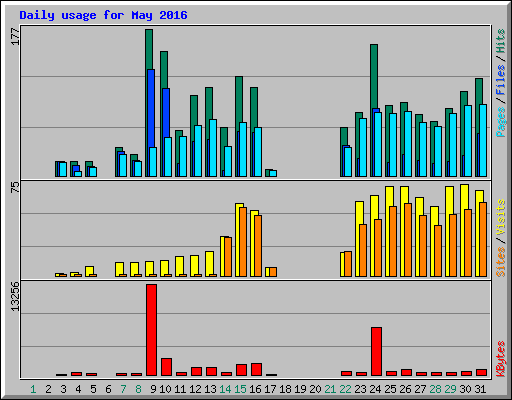 Daily usage for May 2016
177
75
13256
Pages / Files / Hits
Sites / Visits
KBytes
1 2 3 4 5 6 7 8 9 10 11 12 13 14 15 16 17 18 19 20 21 22 23 24 25 26 27 28 29 30 31